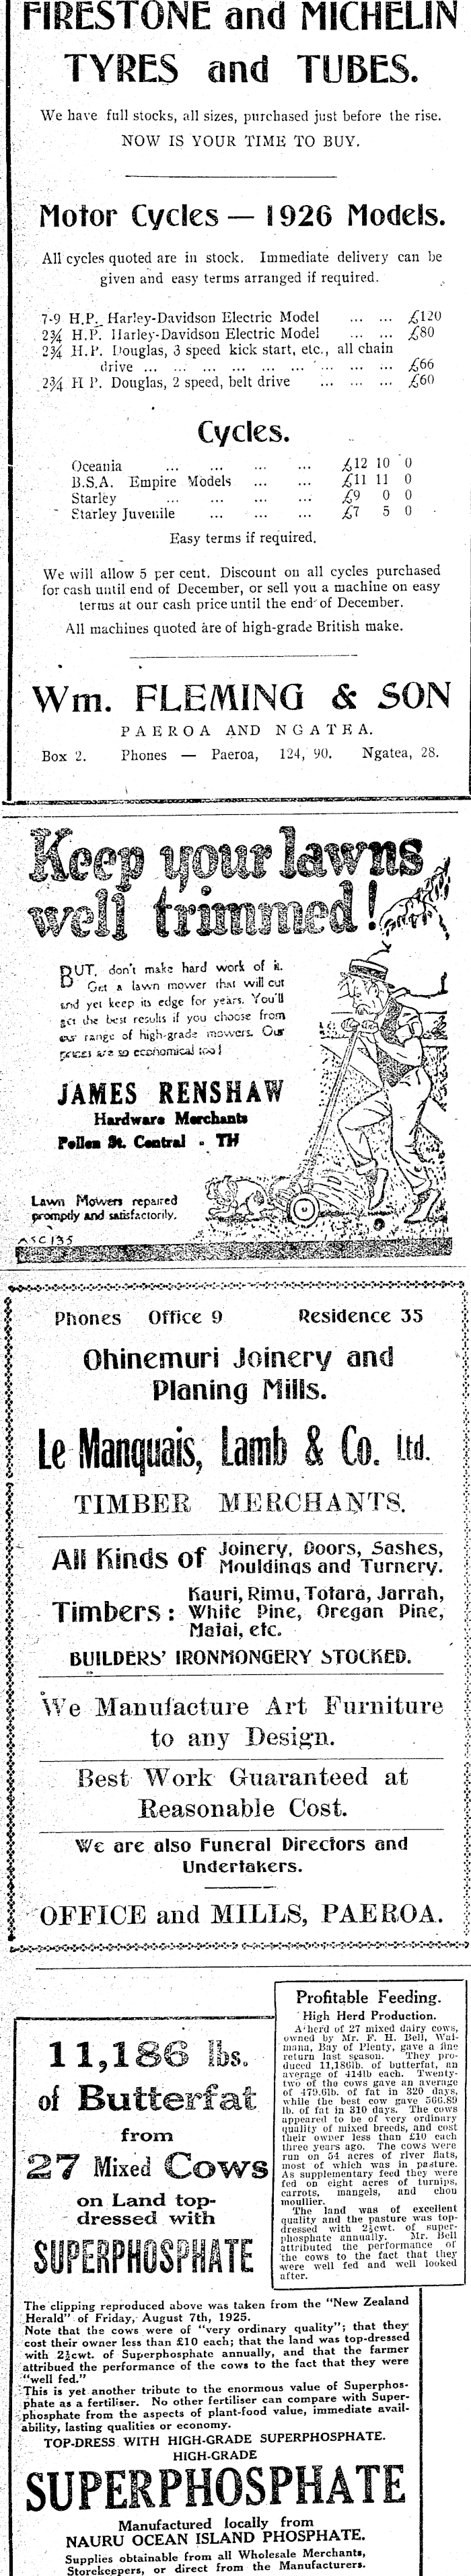 FIRESTONE and MICHELIN
TYRES and TUBES.
We have full stocks, all sizes, purchased just before the rise.
NOW IS YOUR TIME TO BUY.
Motor Cycles — 1926 Models.
All cycles quoted are in stock. Immediate delivery can be
given and easy terms arranged if required.
7-9 H.P. Harley-Davidson Electric Model ... ... £120
2¾ H.P. Harley-Davidson Electric Model ... ... £80
2¾ H.P. Douglas, 3 speed kick start, etc., all chain
drive ... ... ... ... ... ... ... ... ... £66
2¾ H P. Douglas, 2 speed, belt drive ... ... ... £60
Cycles.
Oceania ... ... ... ... £12 10 0
B.S.A. Empire Models ... ... £11 11 0
Starley ... ... ... ... £9 0 0
Starley Juvenile ... ... ... £7 5 0
Easy terms if required.
We will allow 5 per cent. Discount on all cycles purchased
for cash until end of December, or sell you a machine on easy
terms at our cash price until the end of December.
All machines quoted are of high-grade British make.
Wm. FLEMING & SON
PAEROA AND NGATEA.
Box 2. Phones — Paeroa, 124, 90. Ngatea, 28.
Keep your lawns
well trimmed!
BUT, don't make hard work of it.
Get a lawn mower that will cut
and yet keep its edge for years. You'll
get the best results if you choose from
our range of high-grade mowers. Our
prices are so economical too!
JAMES RENSHAW
Hardware Merchants
Pollen St. Central - TH
Lawn Mowers repaired
promptly and satisfactorily.
ASC135
Phones Office 9 Residence 35
Ohinemuri Joinery and
Planing Mills.
Le Manquais, Lamb & Co. Ltd.
TIMBER MERCHANTS.
All Kinds of Joinery, Doors, Sashes,
Mouldings and Turnery.
Timbers: Kauri, Rimu, Totara, Jarrah,
White Pine, Oregan Pine,
Matai, etc.
BUILDERS' IRONMONGERY STOCKED.
We Manufacture Art Furniture
to any Design.
Best Work Guaranteed at
Reasonable Cost.
We are also Funeral Directors and
Undertakers.
OFFICE and MILLS, PAEROA.
11,186 lbs.
of Butterfat
from
27 Mixed Cows
on Land top-
dressed with
SUPERPHOSPHATE
Profitable Feeding.
High Herd Production.
A herd of 27 mixed dairy cows,
owned by Mr. F. H. Bell, Wai-
mana, Bay of Plenty, gave a fine
return last season. They pro-
duced 11,186lb. of butterfat, an
average of 414lb each. Twenty-
two of the cows gave an average
of 479.6lb. of fat in 320 days,
while the best cow gave 566.89
lb. of fat in 310 days. The cows
appeared to be of very ordinary
quality of mixed breeds, and cost
their owner less than £10 each
three years ago. The cows were
run on 54 acres of river flats,
most of which was in pasture.
As supplementary feed they were
fed on eight acres of turnips,
carrots, mangels, and chou
moullier.
The land was of excellent
quality and the pasture was top-
dressed with 2½cwt. of super-
phosphate annually. Mr. Bell
attributed the performance of
the cows to the fact that they
were well fed and well looked
after.
The clipping reproduced above was taken from the "New Zealand
Herald" of Friday, August 7th, 1925.
Note that the cows were of "very ordinary quality"; that they
cost their owner less than £10 each; that the land was top-dressed
with 2½cwt. of Superphosphate annually, and that the farmer
attribued the performance of the cows to the fact that they were
"well fed."
This is yet another tribute to the enormous value of Superphos-
phate as a fertiliser. No other fertiliser can compare with Super-
phosphate from the aspects of plant-food value, immediate avail-
ability, lasting qualities or economy.
TOP-DRESS WITH HIGH-GRADE SUPERPHOSPHATE.
HIGH-GRADE
SUPERPHOSPHATE
Manufactured locally from
NAURU OCEAN ISLAND PHOSPHATE.
Supplies obtainable from all Wholesale Merchants,
Storekeepers, or direct from the Manufacturers.